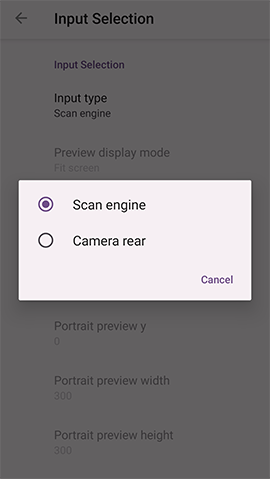 Input Selection
Input Selection
Input type
Scan engine
Preview display mode
Fit screen
Scan engine
Camera rear
Cancel
Portrait preview y
0
Portrait preview width
300
Portrait preview height
300